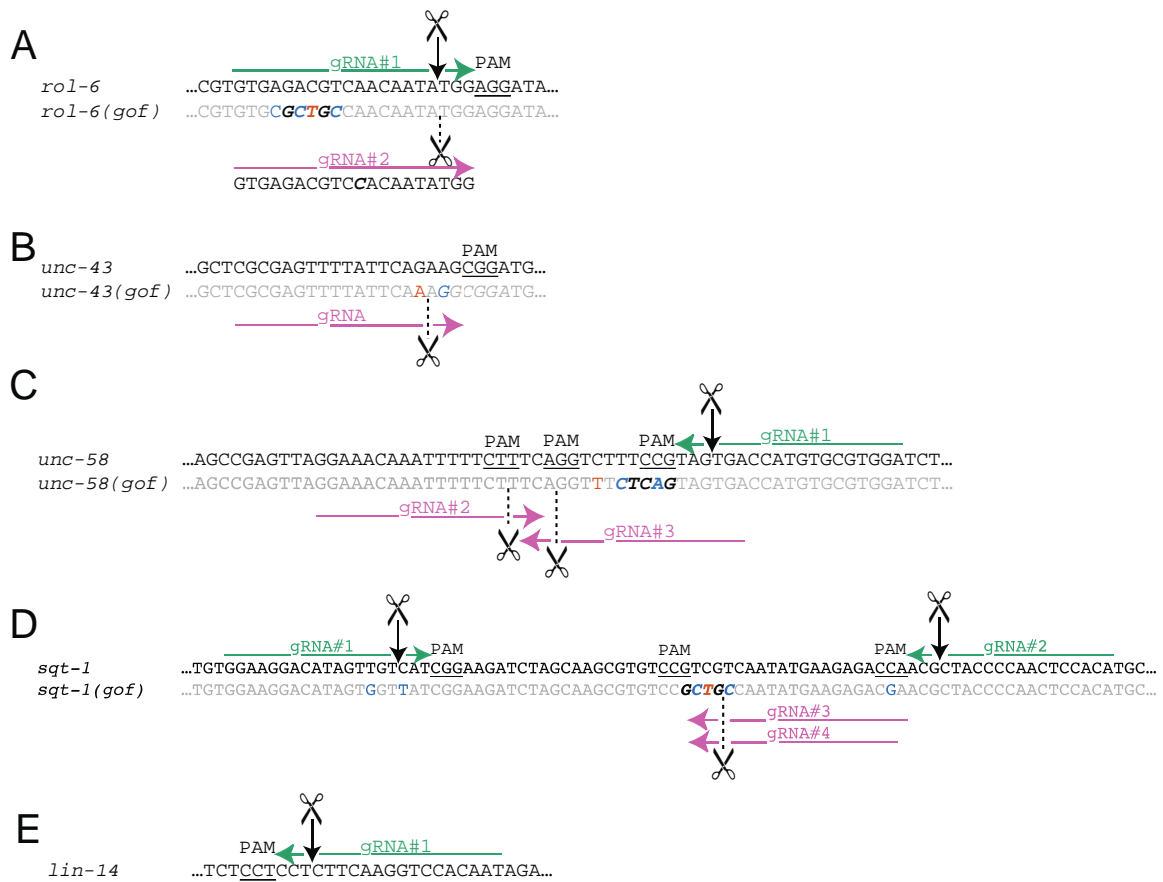 A
gRNA#1 PAM
rol-6 ...CGTGTGAGACGTCAACAATATGGAGGATA...
rol-6(gof) ...CGTGTGCGCTGCCAACAATATGGAGGATA...
gRNA#2
GTGAGACGTCCACAATATGG
B
PAM
unc-43 ...GCTCGCGAGTTTTATTCAGAAGCGGATG...
unc-43(gof) ...GCTCGCGAGTTTTATTCAAAGGCGGATG...
gRNA
C
PAM PAM PAM gRNA#1
unc-58 ...AGCCGAGTTAGGAAACAAATTTTTCTTTCAGGTCTTTCCGTAGTGACCATGTGCGTGGATCT...
unc-58(gof) ...AGCCGAGTTAGGAAACAAATTTTTCTTTCAGGTTTCTCAGTAGTGACCATGTGCGTGGATCT...
gRNA#2
gRNA#3
D
gRNA#1 PAM PAM PAM gRNA#2
sqt-1 ...TGTGGAAGGACATAGTTGTCATCGGAAGATCTAGCAAGCGTGTCCGTCGTCAATATGAAGAGACCAACGCTACCCCAACTCCACATGC...
sqt-1(gof) ...TGTGGAAGGACATAGTGGTTATCGGAAGATCTAGCAAGCGTGTCCGCTGCCAATATGAAGAGACGAACGCTACCCCAACTCCACATGC...
gRNA#3
gRNA#4
E
PAM gRNA#1
lin-14 ...TCTCCTCCTCTTCAAGGTCCACAATAGA...